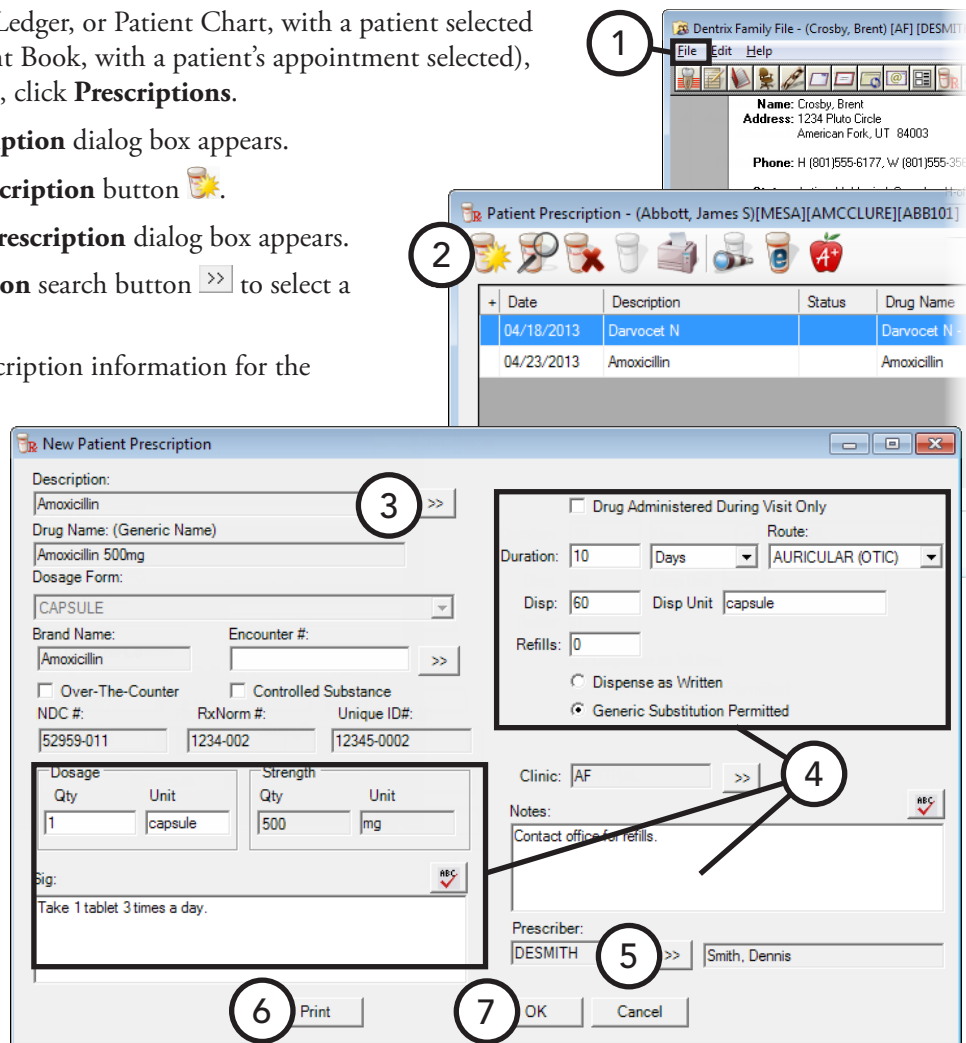 Ledger, or Patient Chart, with a patient selected
nt Book, with a patient's appointment selected),
, click Prescriptions.
iption dialog box appears.
scription button
Prescription dialog box appears.
on search button >> to select a
cription information for the
1
Dentrix Family File - (Crosby, Brent) [AF] [DESMIT
File Edit Help
Name: Crosby, Brent
Address: 1234 Pluto Circle
American Fork, UT 84003
Phone: H (801)555-6177, W (801)555-356
2
Patient Prescription - (Abbott, James S)[MESA][AMCCLURE][ABB101]
+ Date Description Status Drug Name
04/18/2013 Darvocet N Darvocet N -
04/23/2013 Amoxicillin Amoxicillin
New Patient Prescription
Description:
Amoxicillin 3 >>
Drug Name: (Generic Name)
Amoxicillin 500mg
Dosage Form:
CAPSULE
Brand Name: Encounter #:
Amoxicillin >>
Over-The-Counter Controlled Substance
NDC #: RxNorm #: Unique ID#:
52959-011 1234-002 12345-0002
Dosage Strength
Qty Unit Qty Unit
1 capsule 500 mg
Sig: ABC
Take 1 tablet 3 times a day.
Drug Administered During Visit Only
Route:
Duration: 10 Days AURICULAR (OTIC)
Disp: 60 Disp Unit capsule
Refills: 0
Dispense as Written
Generic Substitution Permitted
Clinic: AF >> 4
Notes: ABC
Contact office for refills.
Prescriber:
DESMITH 5 >> Smith, Dennis
6 Print 7 OK Cancel